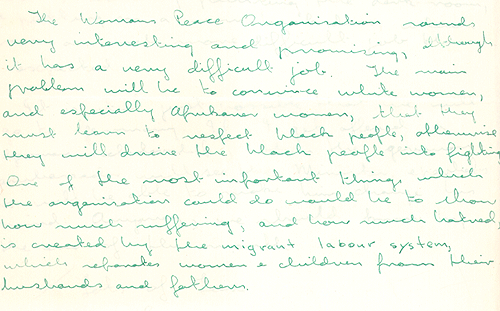 The Womans Peace Organisation sounds
very interesting and promising, although
it has a very difficult job. The main
problem will be to convince white women,
and especially Afrikaner women, that they
must learn to respect black people, otherwise
they will drive the black people into fighting.
One of the most important things which
the organisation could do would be to show
how much suffering, and how much hatred,
is created by the migrant labour system,
which separates women & children from their
husbands and fathers.